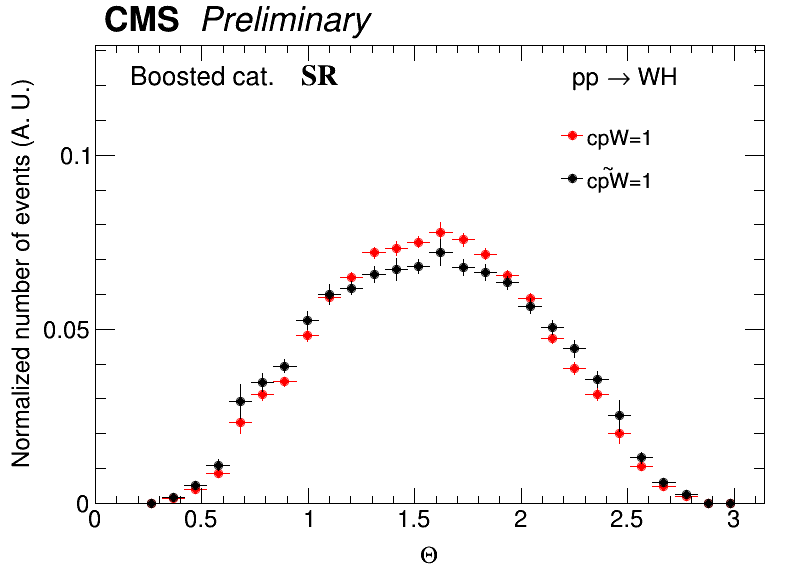 CMS Preliminary
Boosted cat. SR
pp → WH
cpW=1
cpW̃=1
Normalized number of events (A. U.)
0.1
0.05
0
0 0.5 1 1.5 2 2.5 3
Θ